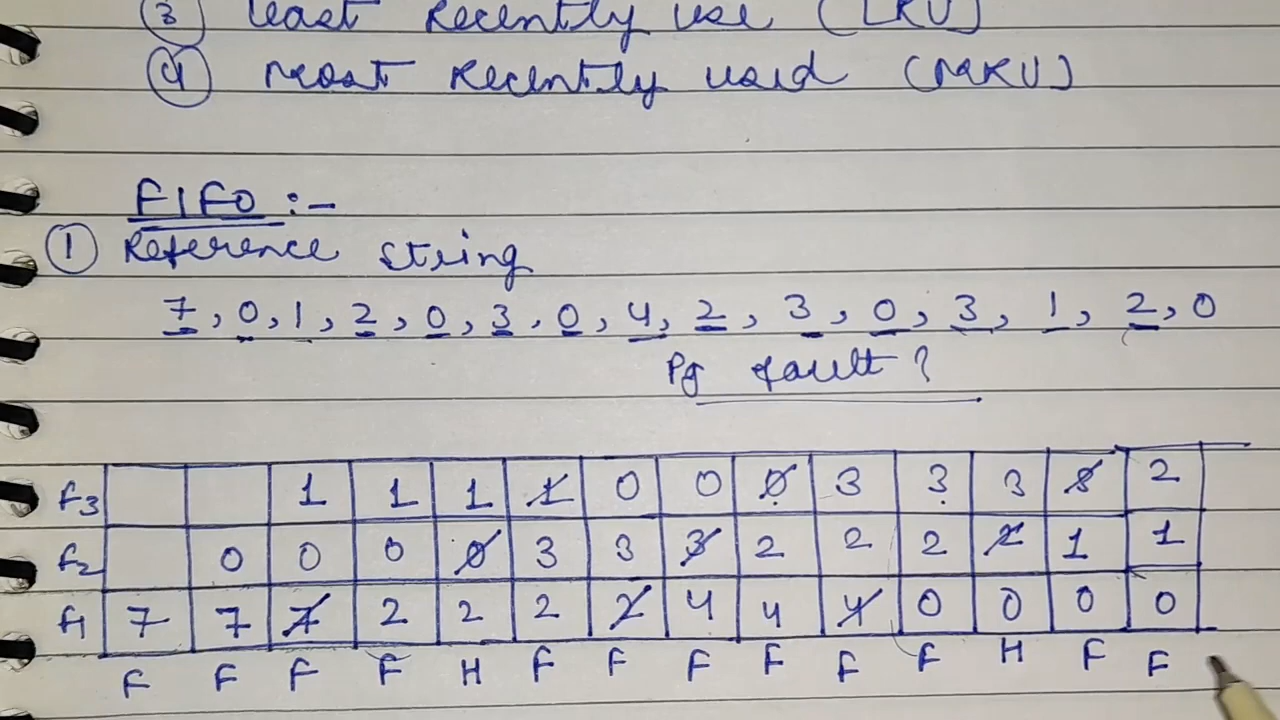 ③ Least Recently use (LRU)
④ Most Recently used (MRU)
FIFO :-
① Reference string
7, 0, 1, 2, 0, 3, 0, 4, 2, 3, 0, 3, 1, 2, 0
Pg fault ?
f3 1 1 1 1 0 0 0 3 3 3 3 2
f2 0 0 0 0 3 3 3 2 2 2 2 1 1
f1 7 7 7 2 2 2 2 4 4 4 0 0 0 0
F F F F H F F F F F F H F F